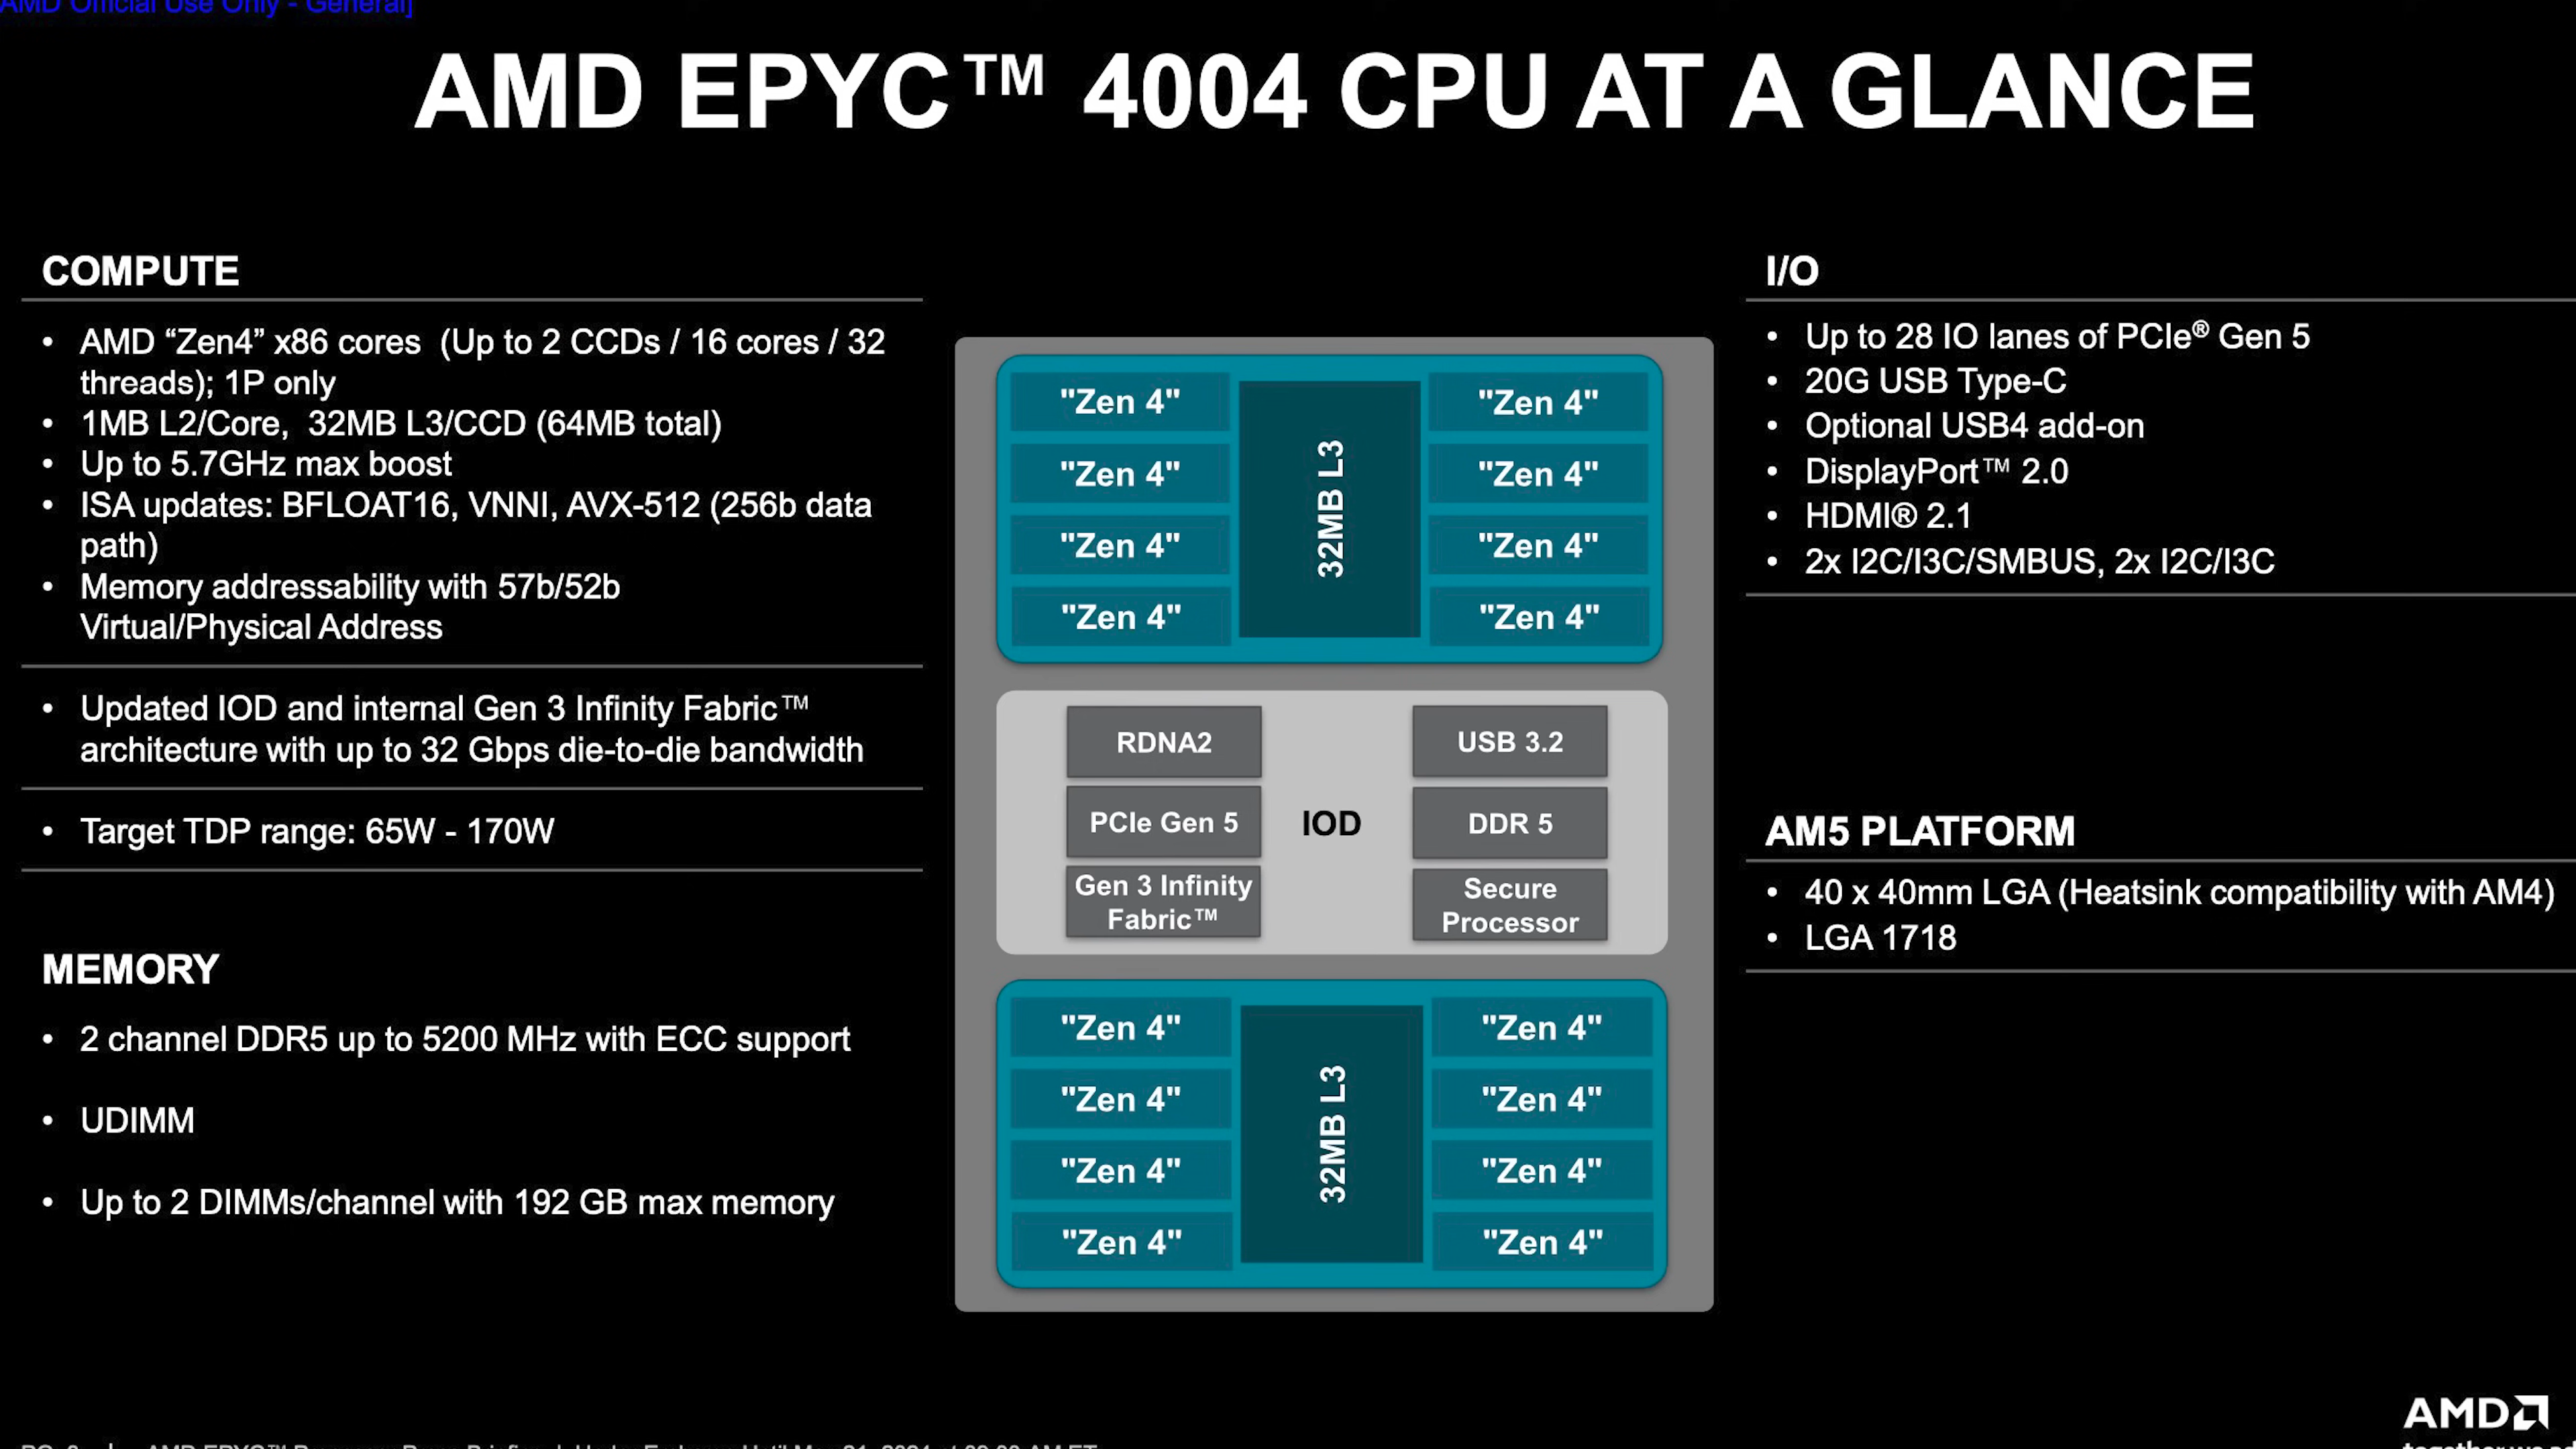 AMD Official Use Only - General]
AMD EPYC™ 4004 CPU AT A GLANCE
COMPUTE
• AMD “Zen4” x86 cores (Up to 2 CCDs / 16 cores / 32
threads); 1P only
• 1MB L2/Core, 32MB L3/CCD (64MB total)
• Up to 5.7GHz max boost
• ISA updates: BFLOAT16, VNNI, AVX-512 (256b data
path)
• Memory addressability with 57b/52b
Virtual/Physical Address
• Updated IOD and internal Gen 3 Infinity Fabric™
architecture with up to 32 Gbps die-to-die bandwidth
• Target TDP range: 65W - 170W
MEMORY
• 2 channel DDR5 up to 5200 MHz with ECC support
• UDIMM
• Up to 2 DIMMs/channel with 192 GB max memory
"Zen 4"
"Zen 4"
"Zen 4"
"Zen 4"
32MB L3
"Zen 4"
"Zen 4"
"Zen 4"
"Zen 4"
RDNA2
PCIe Gen 5
Gen 3 Infinity
Fabric™
IOD
USB 3.2
DDR 5
Secure
Processor
"Zen 4"
"Zen 4"
"Zen 4"
"Zen 4"
32MB L3
"Zen 4"
"Zen 4"
"Zen 4"
"Zen 4"
I/O
• Up to 28 IO lanes of PCIe® Gen 5
• 20G USB Type-C
• Optional USB4 add-on
• DisplayPort™ 2.0
• HDMI® 2.1
• 2x I2C/I3C/SMBUS, 2x I2C/I3C
AM5 PLATFORM
• 40 x 40mm LGA (Heatsink compatibility with AM4)
• LGA 1718
AMD